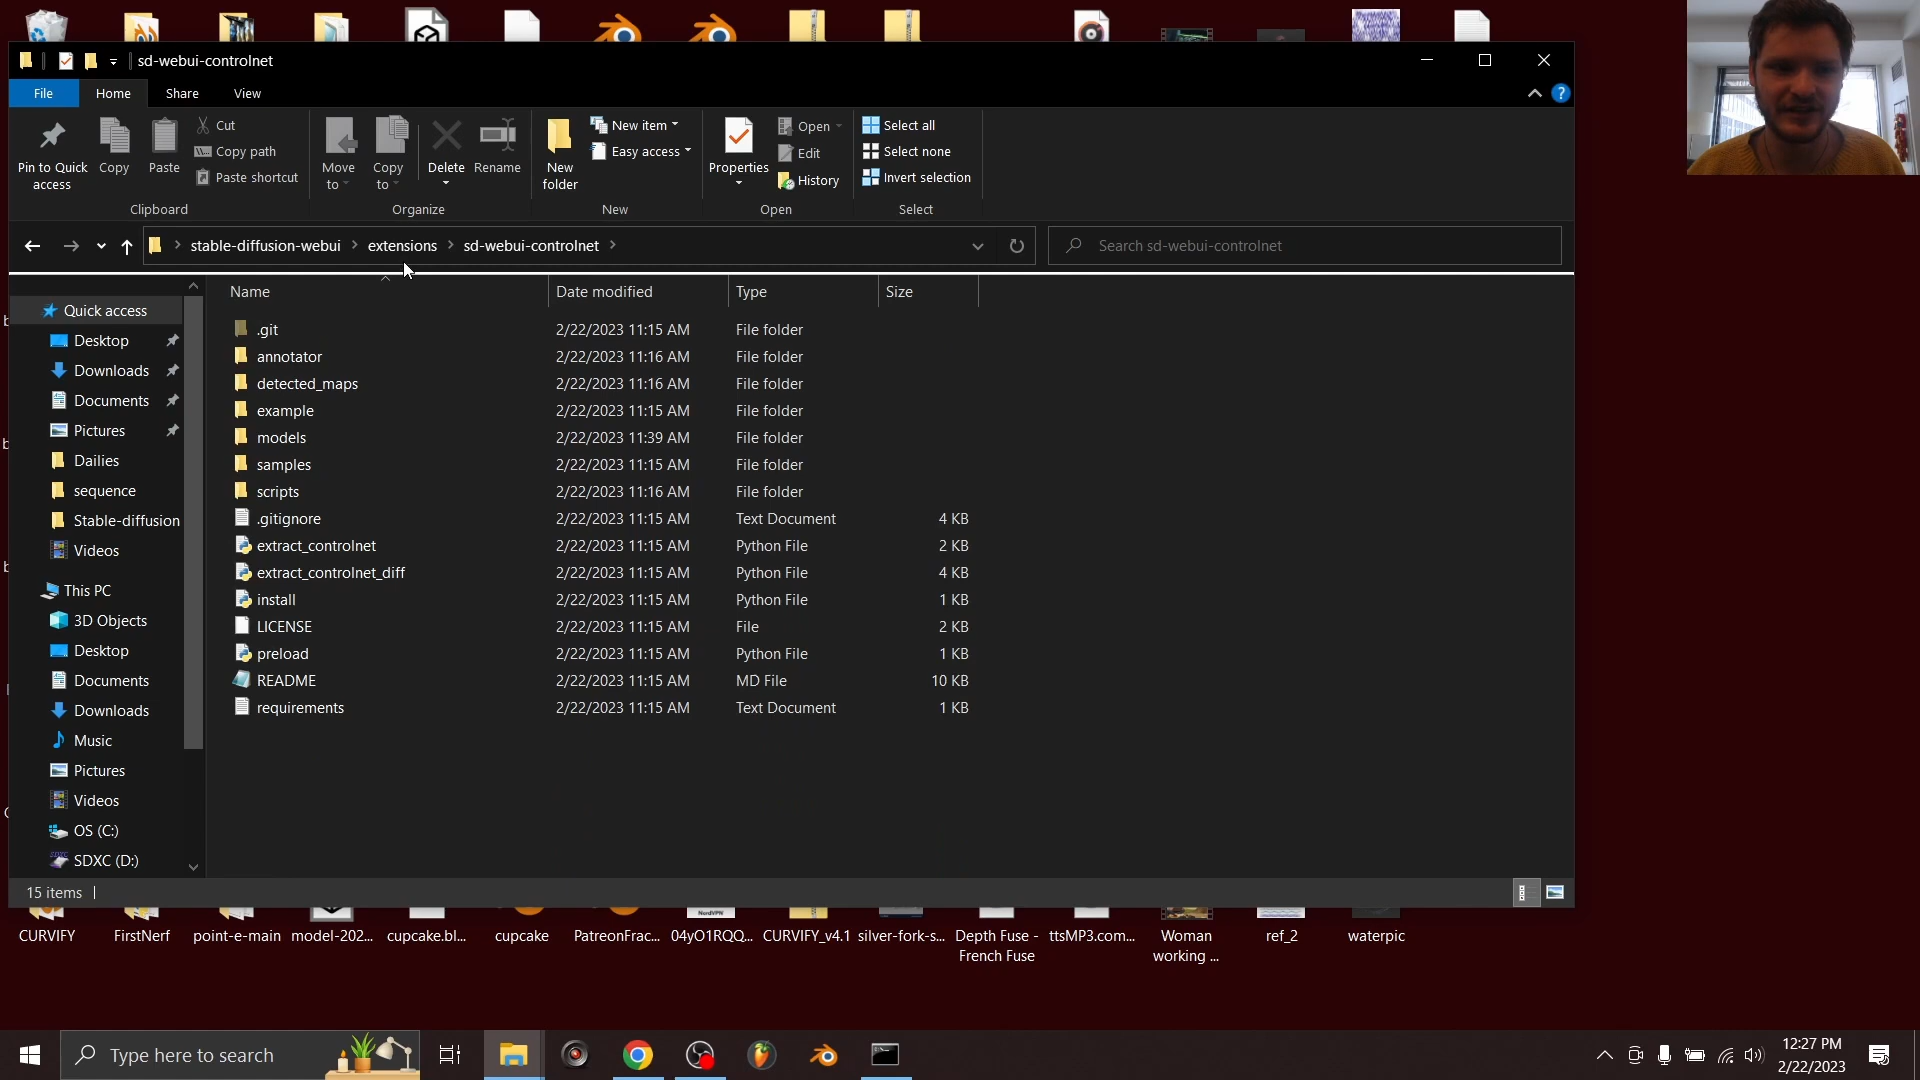 sd-webui-controlnet
File
Home
Share
View
Pin to Quick
access
Copy
Paste
Cut
Copy path
Paste shortcut
Clipboard
Move
to
Copy
to
Delete
Rename
Organize
New
folder
New item
Easy access
New
Properties
Open
Edit
History
Open
Select all
Select none
Invert selection
Select
stable-diffusion-webui
extensions
sd-webui-controlnet
Search sd-webui-controlnet
Name
Date modified
Type
Size
.git 2/22/2023 11:15 AM File folder
annotator 2/22/2023 11:16 AM File folder
detected_maps 2/22/2023 11:16 AM File folder
example 2/22/2023 11:15 AM File folder
models 2/22/2023 11:39 AM File folder
samples 2/22/2023 11:15 AM File folder
scripts 2/22/2023 11:16 AM File folder
.gitignore 2/22/2023 11:15 AM Text Document 4 KB
extract_controlnet 2/22/2023 11:15 AM Python File 2 KB
extract_controlnet_diff 2/22/2023 11:15 AM Python File 4 KB
install 2/22/2023 11:15 AM Python File 1 KB
LICENSE 2/22/2023 11:15 AM File 2 KB
preload 2/22/2023 11:15 AM Python File 1 KB
README 2/22/2023 11:15 AM MD File 10 KB
requirements 2/22/2023 11:15 AM Text Document 1 KB
Quick access
Desktop
Downloads
Documents
Pictures
Dailies
sequence
Stable-diffusion
Videos
This PC
3D Objects
Desktop
Documents
Downloads
Music
Pictures
Videos
OS (C:)
SDXC (D:)
15 items
NordVPN
CURVIFY
FirstNerf
point-e-main
model-202...
cupcake.bl...
cupcake
PatreonFrac...
04yO1RQQ...
CURVIFY_v4.1
silver-fork-s...
Depth Fuse -
French Fuse
ttsMP3.com...
Woman
working ...
ref_2
waterpic
Type here to search
12:27 PM
2/22/2023